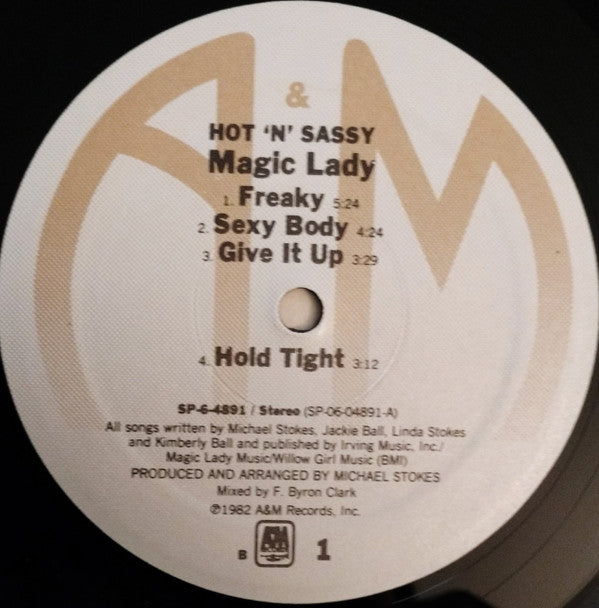 A & M
HOT 'N' SASSY
Magic Lady
1. Freaky 5:24
2. Sexy Body 4:24
3. Give It Up 3:29
4. Hold Tight 3:12
SP-6-4891 / Stereo (SP-06-04891-A)
All songs written by Michael Stokes, Jackie Ball, Linda Stokes
and Kimberly Ball and published by Irving Music, Inc./
Magic Lady Music/Willow Girl Music (BMI)
PRODUCED AND ARRANGED BY MICHAEL STOKES
Mixed by F. Byron Clark
℗1982 A&M Records, Inc.
B A&M 1